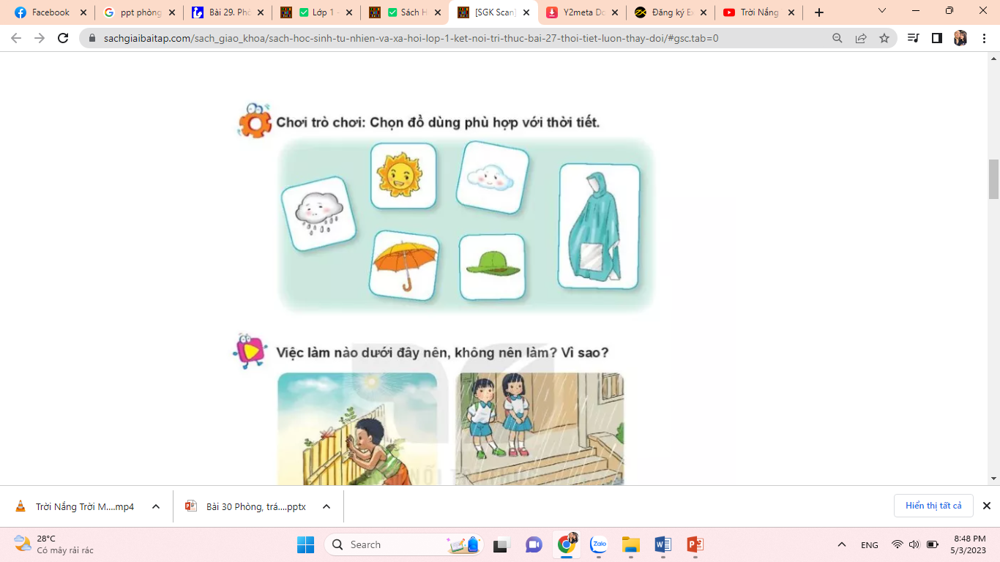 Facebook
ppt phòng
Bài 29. Phò
Lớp 1 -
Sách H
[SGK Scan]
Y2meta Do
Đăng ký Ex
Trời Nắng
sachgiaibaitap.com/sach_giao_khoa/sach-hoc-sinh-tu-nhien-va-xa-hoi-lop-1-ket-noi-tri-thuc-bai-27-thoi-tiet-luon-thay-doi/#gsc.tab=0
Chơi trò chơi: Chọn đồ dùng phù hợp với thời tiết.
Việc làm nào dưới đây nên, không nên làm? Vì sao?
NỐI TRI THỨC
Trời Nắng Trời M....mp4
Bài 30 Phòng, trá....pptx
Hiển thị tất cả
28°C
Có mây rải rác
Search
Zalo
ENG
8:48 PM
5/3/2023